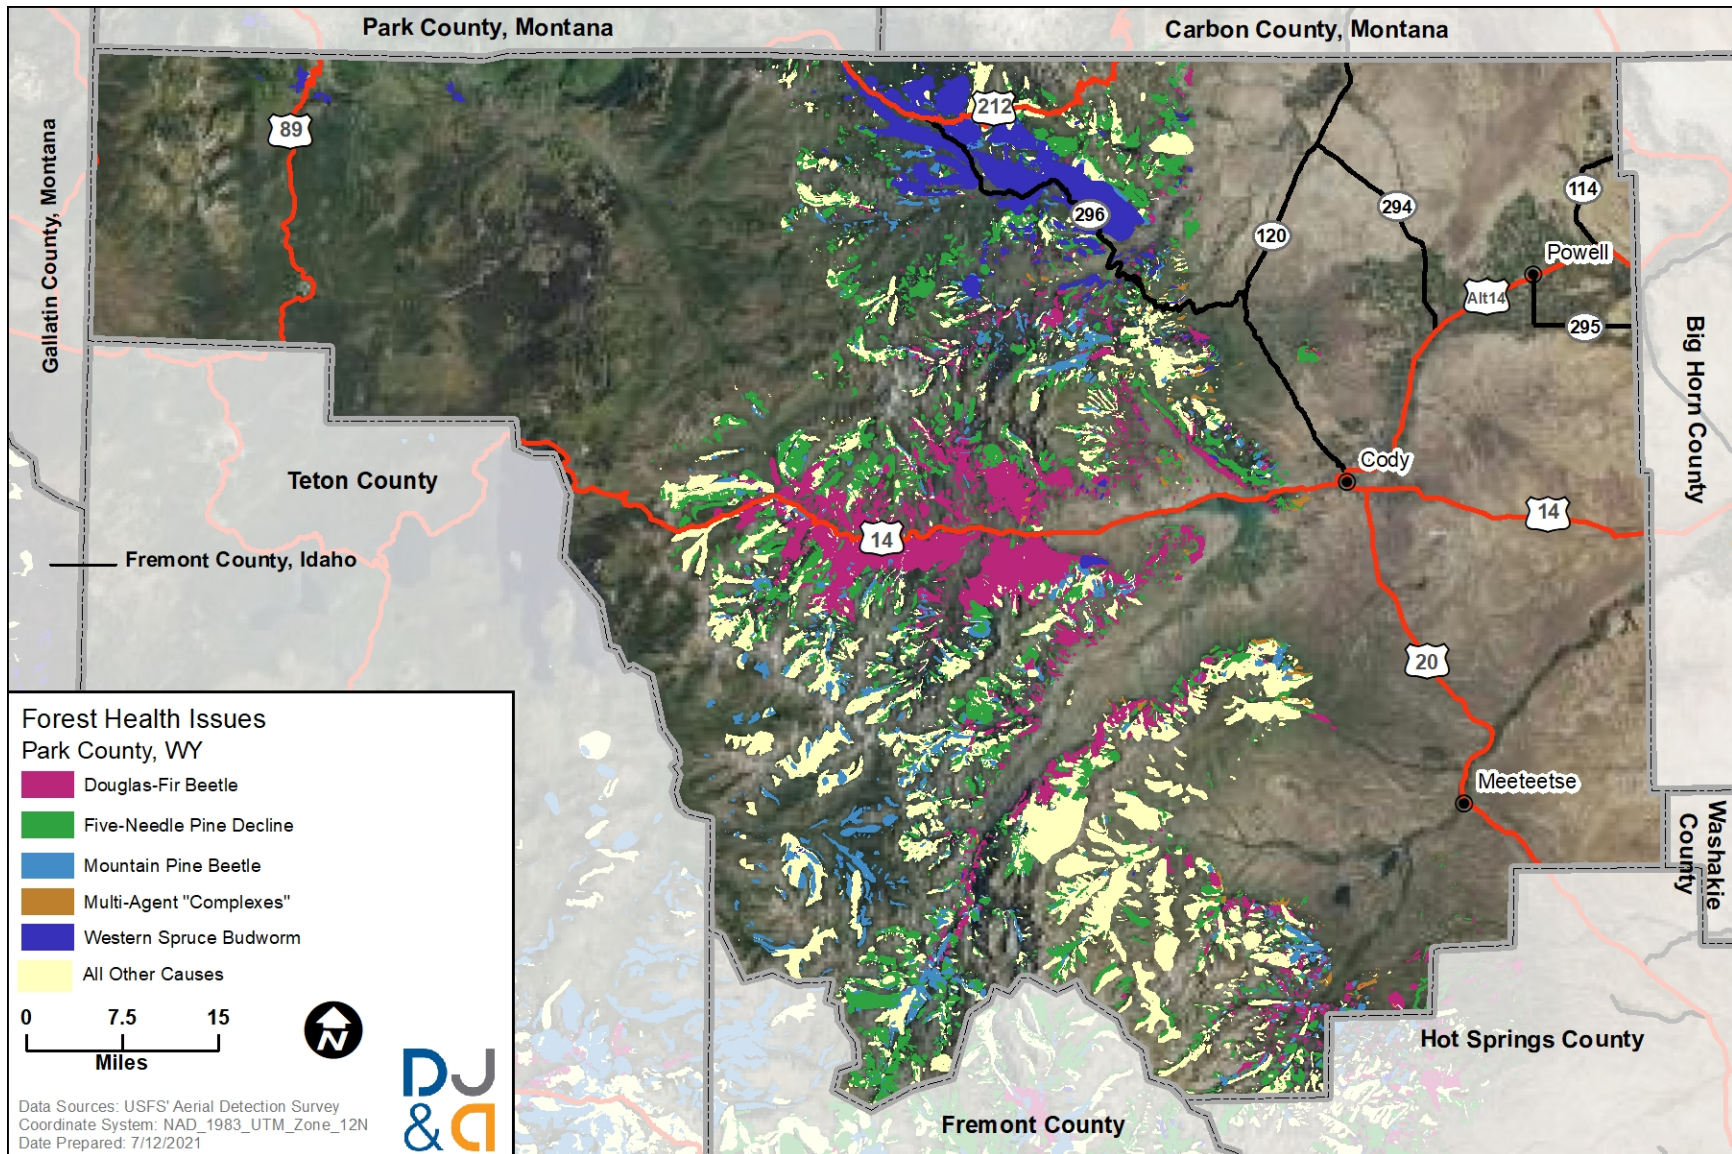 Park County, Montana
Carbon County, Montana
Gallatin County, Montana
89
212
296
120
294
114
Powell
Alt14
295
Big Horn County
Teton County
Cody
14
14
Fremont County, Idaho
20
Meeteetse
Washakie
County
Hot Springs County
Fremont County
Forest Health Issues
Park County, WY
Douglas-Fir Beetle
Five-Needle Pine Decline
Mountain Pine Beetle
Multi-Agent "Complexes"
Western Spruce Budworm
All Other Causes
0 7.5 15
Miles
N
DJ
&a
Data Sources: USFS' Aerial Detection Survey
Coordinate System: NAD_1983_UTM_Zone_12N
Date Prepared: 7/12/2021